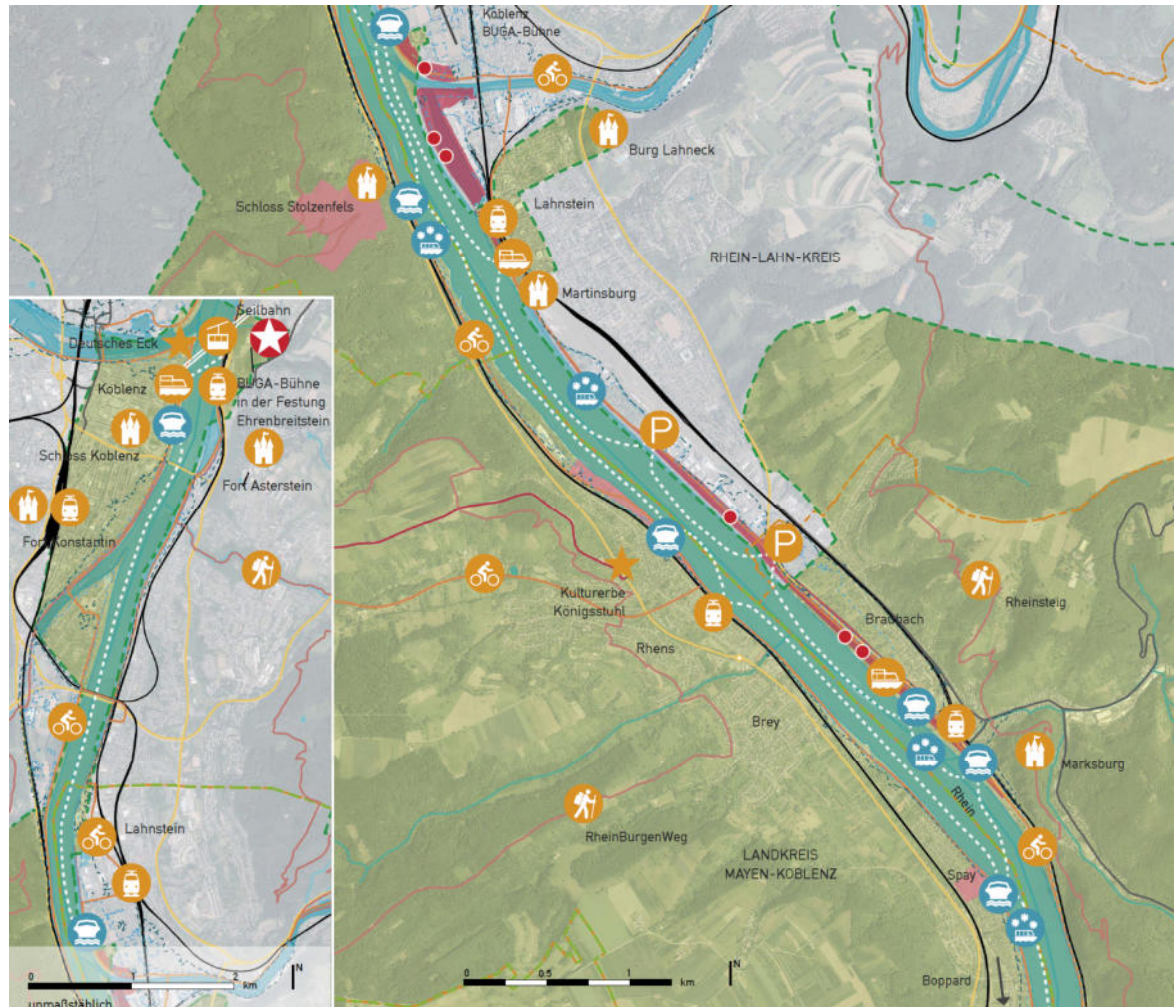 Koblenz
BUGA-Bühne
Burg Lahneck
Schloss Stolzenfels
Lahnstein
RHEIN-LAHN-KREIS
Martinsburg
P
P
Kulturerbe
Königsstuhl
Rhens
Braubach
Rheinsteig
Brey
Rhein
Marksburg
RheinBurgenWeg
LANDKREIS
MAYEN-KOBLENZ
Spay
Boppard
0 0.5 1 km
N
Seilbahn
Deutsches Eck
Koblenz
BUGA-Bühne
in der Festung
Ehrenbreitstein
Schloss Koblenz
Fort Asterstein
Fort Konstantin
Lahnstein
0 2 km
N
unmaßstäblich